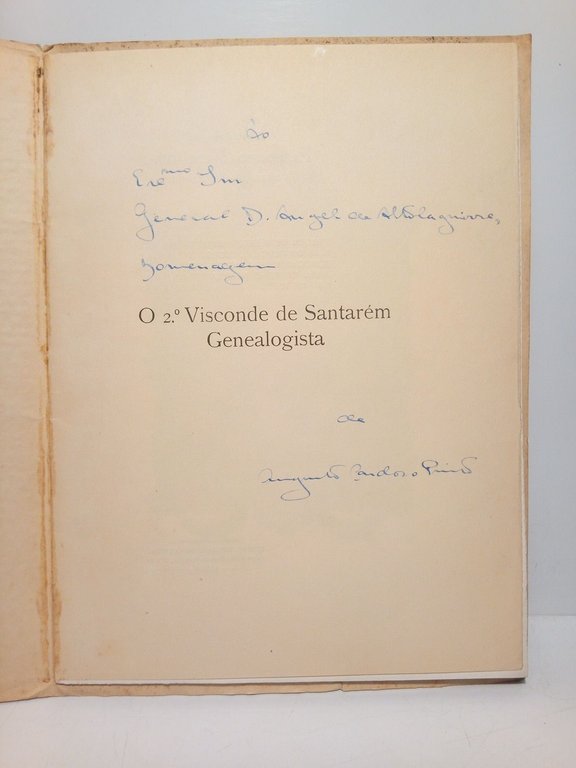 Ao
Exᵐᵒ Snr
General D. Angel de Altolaguirre,
homenagem
O 2.º Visconde de Santarém
Genealogista
de
Augusto Cardoso Pinto